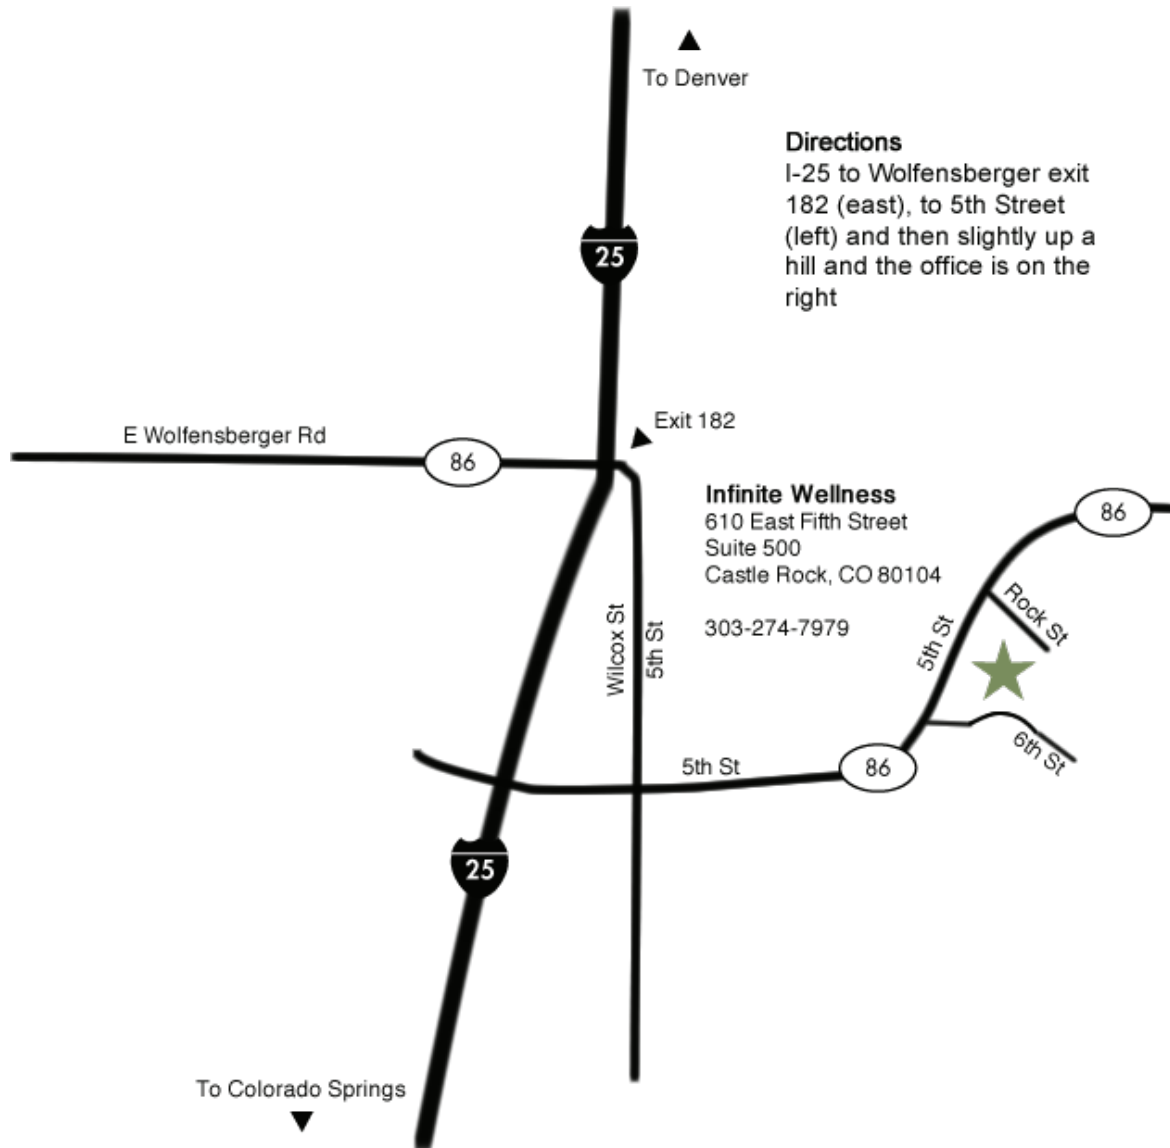 To Denver
Directions
I-25 to Wolfensberger exit
182 (east), to 5th Street
(left) and then slightly up a
hill and the office is on the
right
25
Exit 182
E Wolfensberger Rd
86
Infinite Wellness
610 East Fifth Street
Suite 500
Castle Rock, CO 80104
303-274-7979
86
Rock St
5th St
Wilcox St
5th St
6th St
5th St
86
25
To Colorado Springs